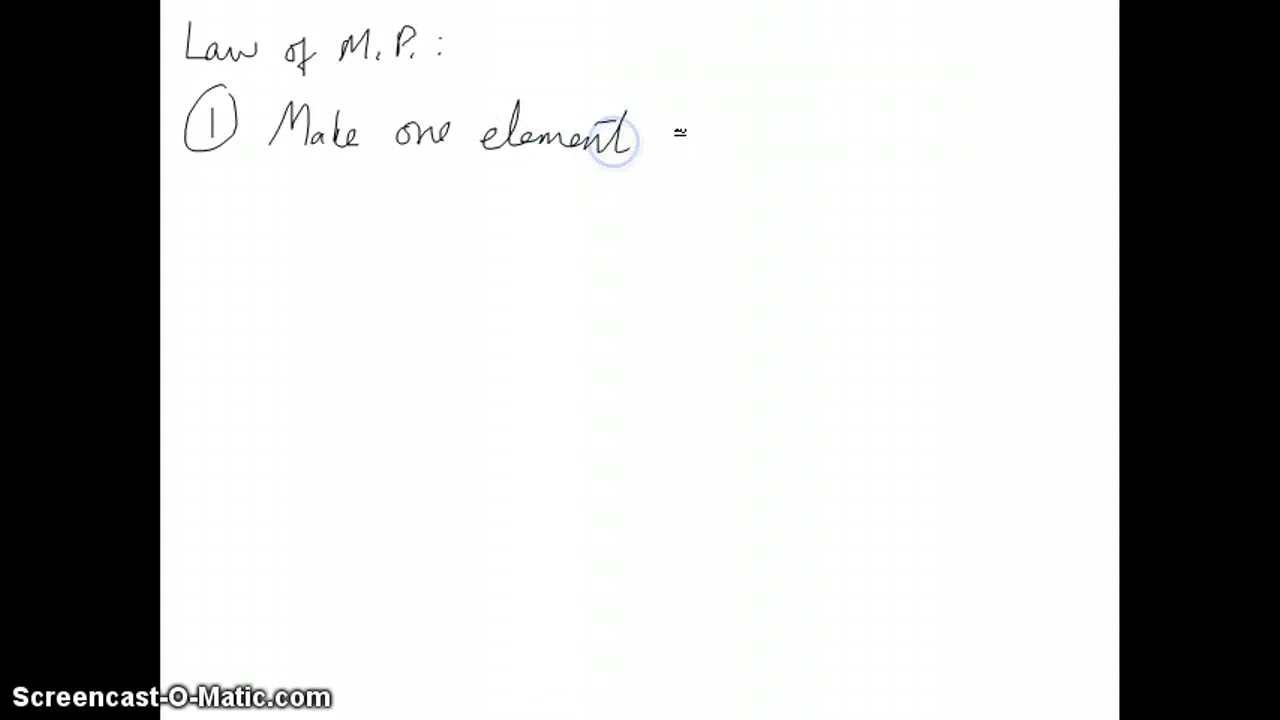 Law of M.P.:
① Make one element =
Screencast-O-Matic.com